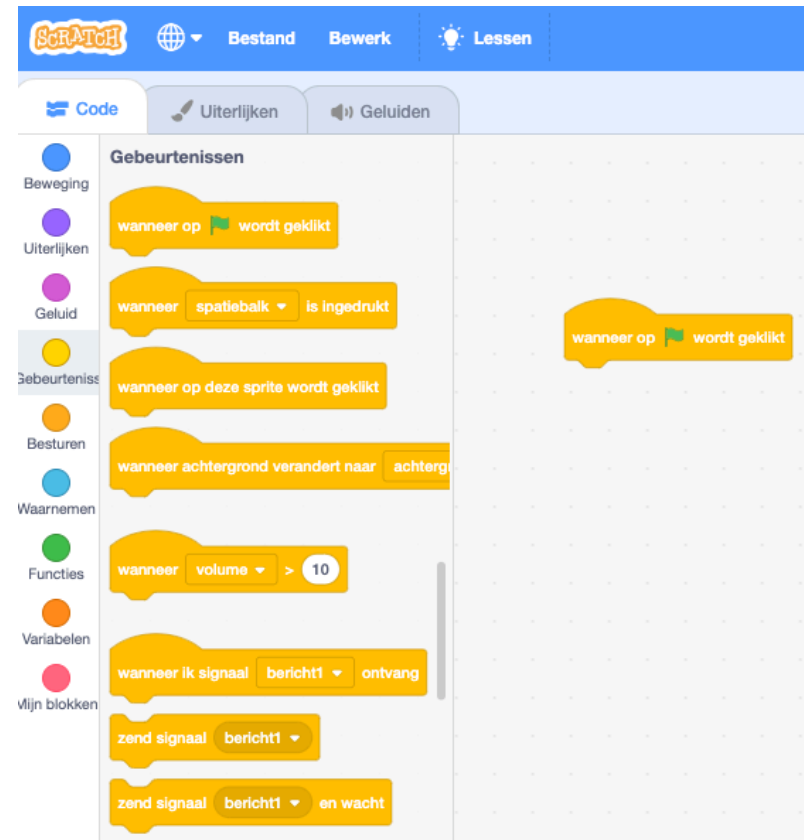 SCRATCH Bestand Bewerk Lessen
Code Uiterlijken Geluiden
Beweging
Uiterlijken
Geluid
Gebeurteniss
Besturen
Waarnemen
Functies
Variabelen
Mijn blokken
Gebeurtenissen
wanneer op wordt geklikt
wanneer spatiebalk is ingedrukt
wanneer op deze sprite wordt geklikt
wanneer achtergrond verandert naar achtergr
wanneer volume > 10
wanneer ik signaal bericht1 ontvang
zend signaal bericht1
zend signaal bericht1 en wacht
wanneer op wordt geklikt